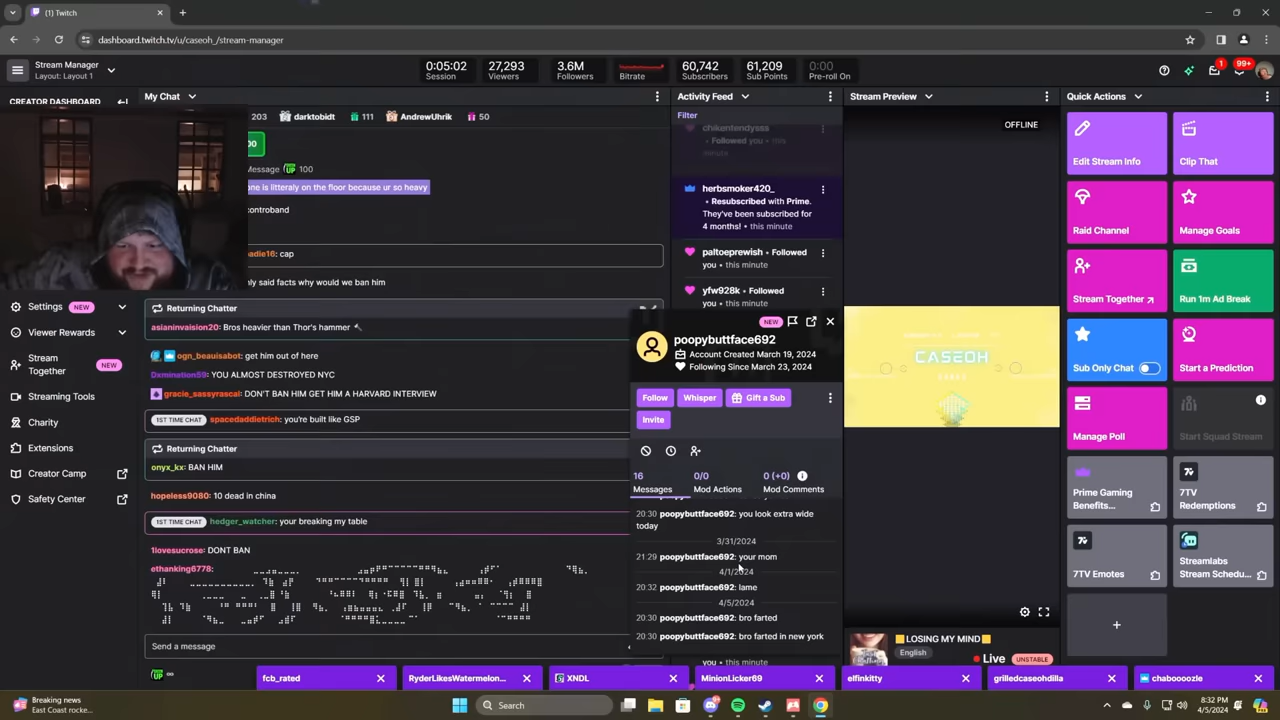 (1) Twitch
dashboard.twitch.tv/u/caseoh_/stream-manager
Stream Manager
Layout: Layout 1
0:05:02
Session
27,293
Viewers
3.6M
Followers
Bitrate
60,742
Subscribers
61,209
Sub Points
0:00
Pre-roll On
1
99+
CREATOR DASHBOARD
Settings NEW
Viewer Rewards
Stream
Together NEW
Streaming Tools
Charity
Extensions
Creator Camp
Safety Center
My Chat
203 darktobidt 111 AndrewUhrik 50
Message 100
one is litteraly on the floor because ur so heavy
contraband
adie16: cap
ly said facts why would we ban him
Returning Chatter
asianinvaision20: Bros heavier than Thor's hammer
ogn_beauisabot: get him out of here
Dxmination59: YOU ALMOST DESTROYED NYC
gracie_sassyrascal: DON'T BAN HIM GET HIM A HARVARD INTERVIEW
1ST TIME CHAT spacedaddietrich: you're built like GSP
Returning Chatter
onyx_kx: BAN HIM
hopeless9080: 10 dead in china
1ST TIME CHAT hedger_watcher: your breaking my table
1lovesucrose: DONT BAN
ethanking6778:
Send a message
Activity Feed
Filter
chikentendysss
• Followed you • this
minute
herbsmoker420_
• Resubscribed with Prime.
They've been subscribed for
4 months! • this minute
paltoeprewish • Followed
you • this minute
yfw928k • Followed
you • this minute
NEW
poopybuttface692
Account Created March 19, 2024
Following Since March 23, 2024
Follow
Whisper
Gift a Sub
Invite
16
Messages
0/0
Mod Actions
0 (+0)
Mod Comments
20:30 poopybuttface692: you look extra wide
today
3/31/2024
21:29 poopybuttface692: your mom
4/1/2024
20:32 poopybuttface692: lame
4/5/2024
20:30 poopybuttface692: bro farted
20:30 poopybuttface692: bro farted in new york
you • this minute
Stream Preview
OFFLINE
CASEOH
LOSING MY MIND
English
Live UNSTABLE
Quick Actions
Edit Stream Info
Clip That
Raid Channel
Manage Goals
Stream Together
Run 1m Ad Break
Sub Only Chat
Start a Prediction
Manage Poll
Start Squad Stream
Prime Gaming
Benefits...
7TV
Redemptions
7TV Emotes
Streamlabs
Stream Schedu...
fcb_rated
RyderLikesWatermelon...
XNDL
MinionLicker69
elfinkitty
grilledcaseohdilla
chaboooozle
Breaking news
East Coast rocke...
Search
8:32 PM
4/5/2024